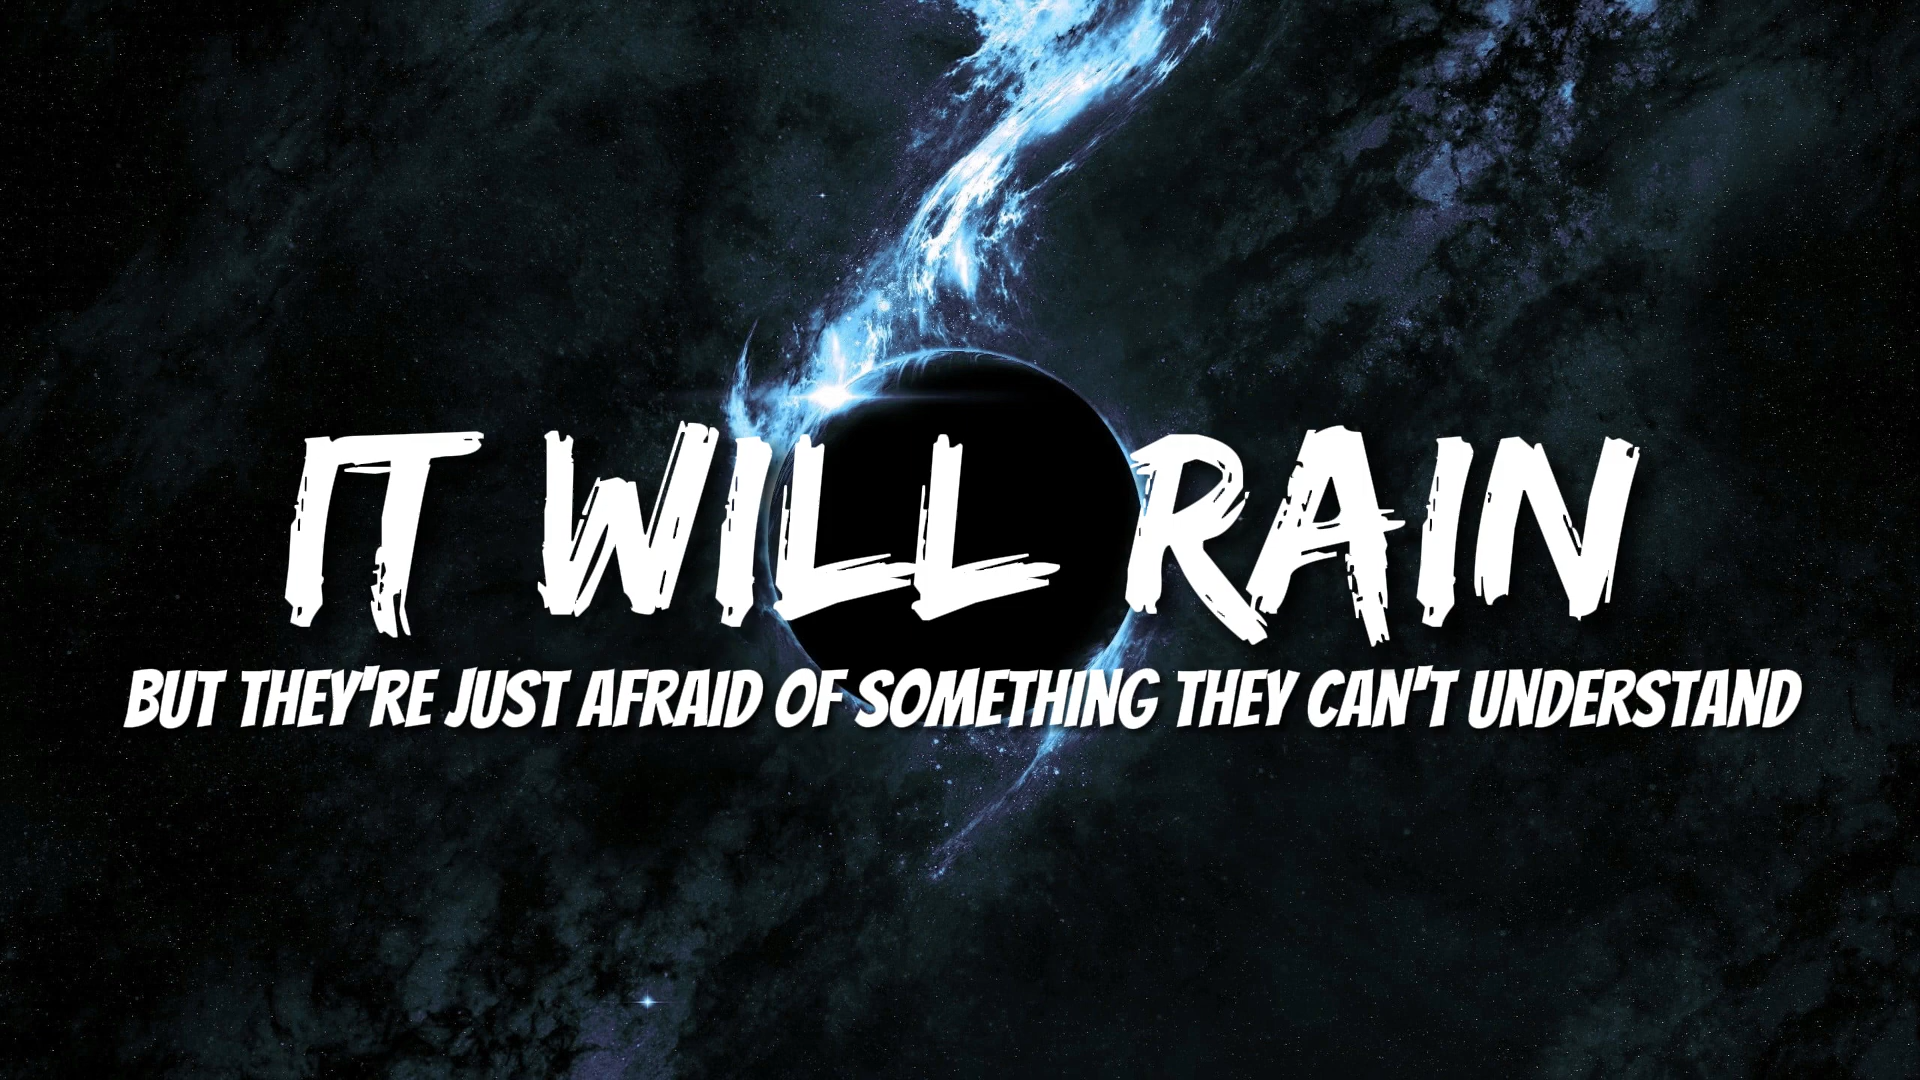 IT WILL RAIN
BUT THEY'RE JUST AFRAID OF SOMETHING THEY CAN'T UNDERSTAND